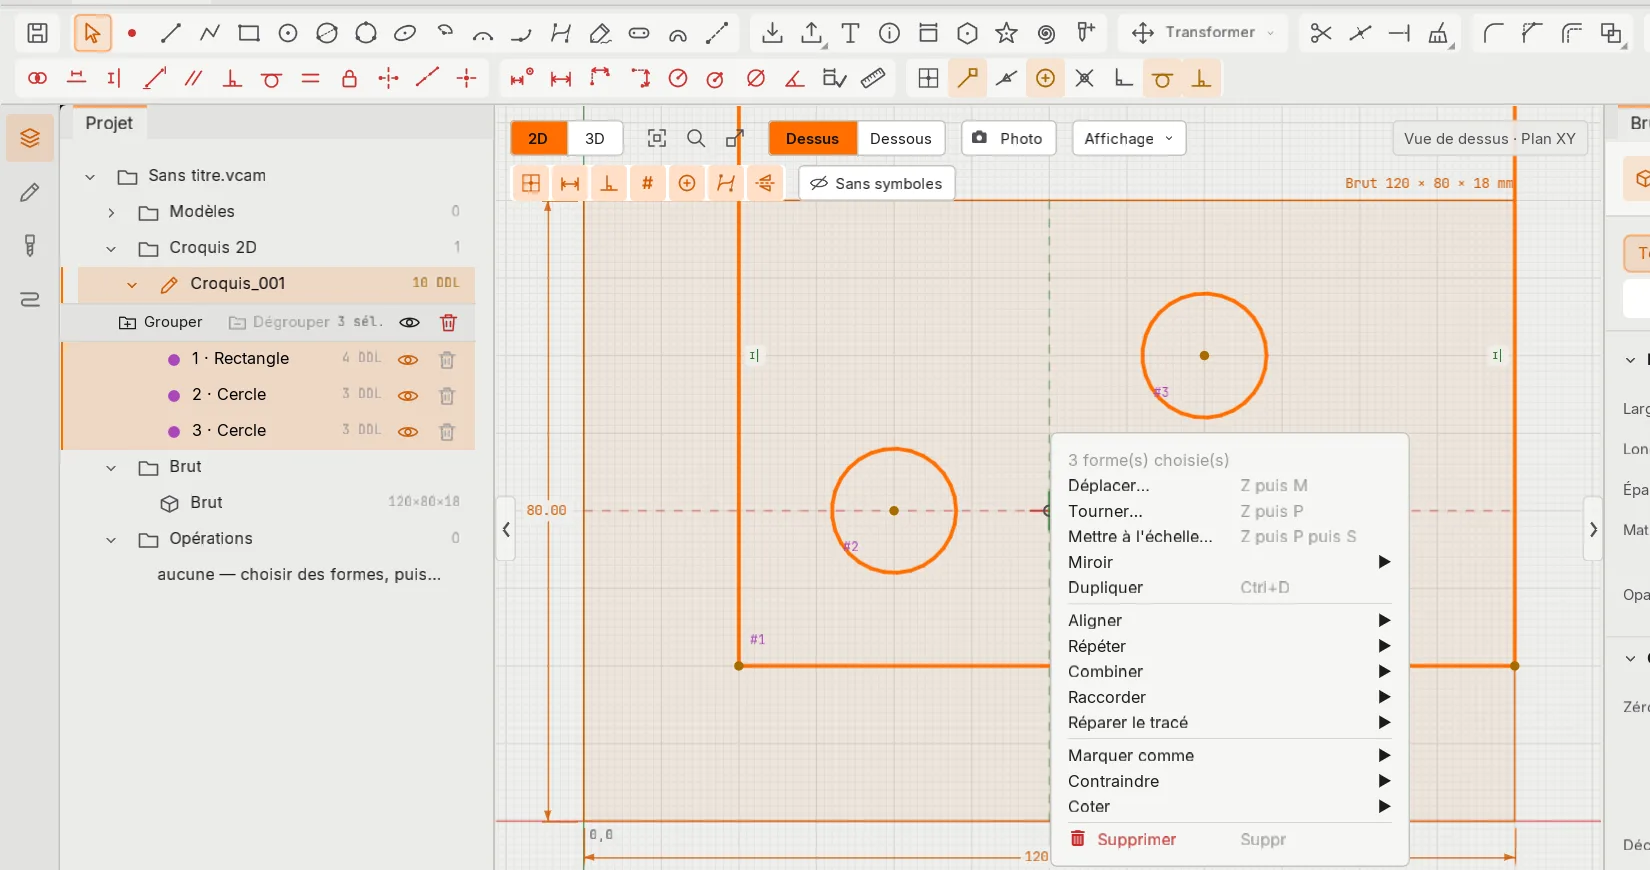 Transformer
Projet
Sans titre.vcam
Modèles 0
Croquis 2D 1
Croquis_001 10 DDL
Grouper Dégrouper 3 sél.
1 · Rectangle 4 DDL
2 · Cercle 3 DDL
3 · Cercle 3 DDL
Brut
Brut 120×80×18
Opérations 0
aucune — choisir des formes, puis...
2D 3D Dessus Dessous Photo Affichage Vue de dessus · Plan XY
Sans symboles
Brut 120 × 80 × 18 mm
#3
80.00
#2
#1
0,0
120
3 forme(s) choisie(s)
Déplacer... Z puis M
Tourner... Z puis P
Mettre à l'échelle... Z puis P puis S
Miroir
Dupliquer Ctrl+D
Aligner
Répéter
Combiner
Raccorder
Réparer le tracé
Marquer comme
Contraindre
Coter
Supprimer Suppr
Larg
Lon
Épa
Mat
Opa
Zéro
Déc